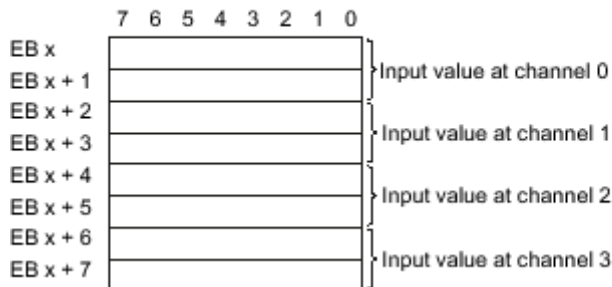 7 6 5 4 3 2 1 0
EB x
EB x + 1
Input value at channel 0
EB x + 2
EB x + 3
Input value at channel 1
EB x + 4
EB x + 5
Input value at channel 2
EB x + 6
EB x + 7
Input value at channel 3